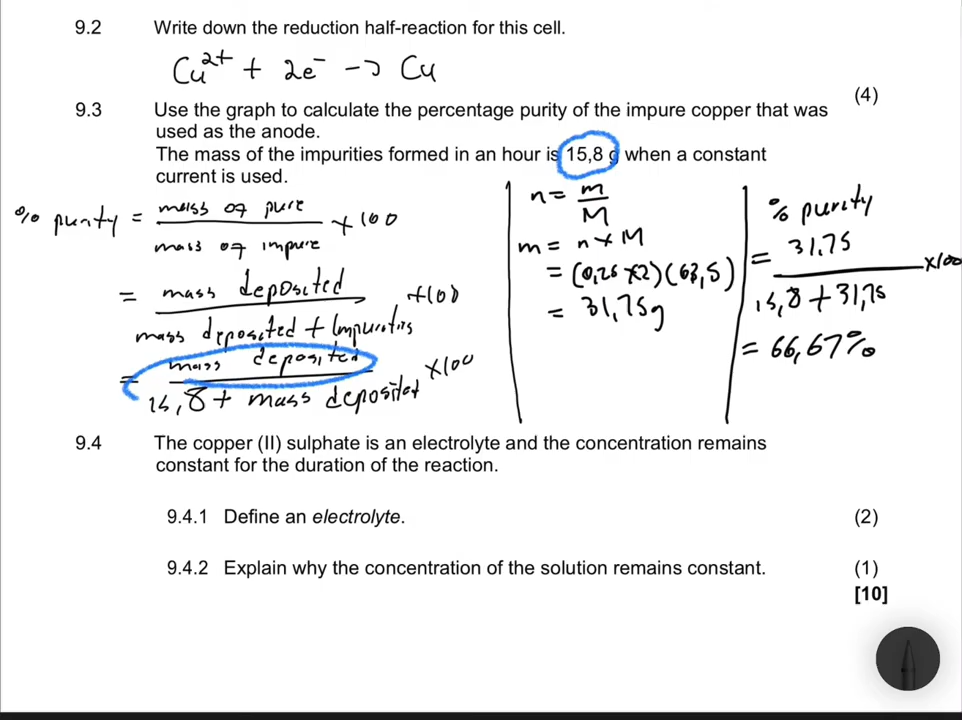 9.2 Write down the reduction half-reaction for this cell.
Cu²⁺ + 2e⁻ → Cu
(4)
9.3 Use the graph to calculate the percentage purity of the impure copper that was
used as the anode.
The mass of the impurities formed in an hour is 15,8 g when a constant
current is used.
% purity = mass of pure / mass of impure × 100
= mass deposited / mass deposited + Impurities × 100
= mass deposited / 15,8 + mass deposited × 100
n = m / M
m = n × M
= (0,25 × 2)(63,5)
= 31,75g
% purity
= 31,75 / 15,8 + 31,75 × 100
= 66,67%
9.4 The copper (II) sulphate is an electrolyte and the concentration remains
constant for the duration of the reaction.
9.4.1 Define an electrolyte. (2)
9.4.2 Explain why the concentration of the solution remains constant. (1)
[10]